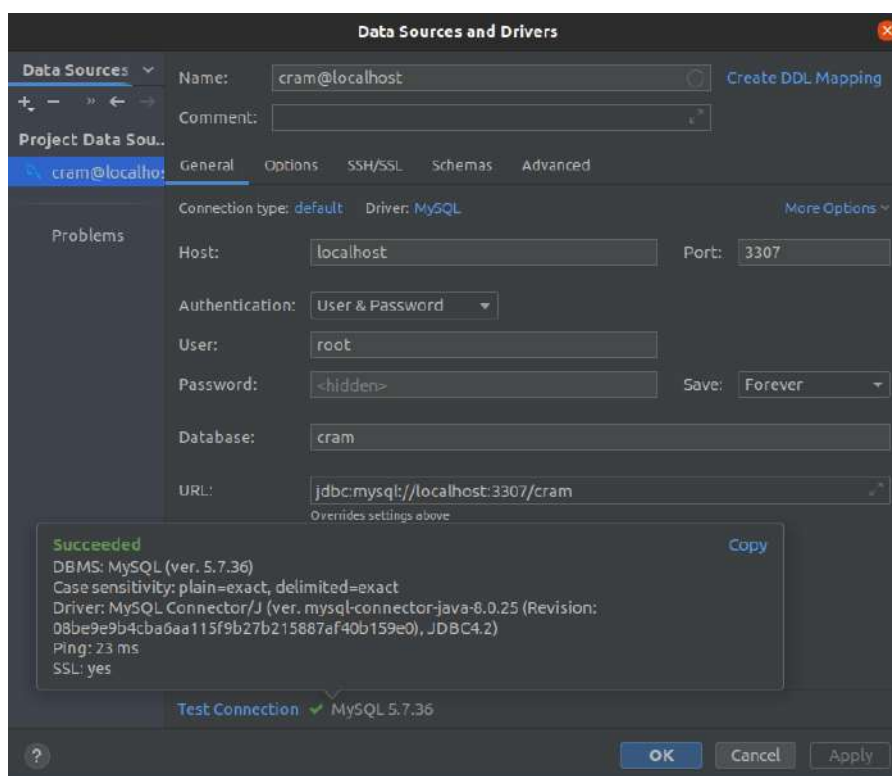 Data Sources and Drivers
Data Sources
Name: cram@localhost Create DDL Mapping
Comment:
Project Data Sou..
cram@localhos
General Options SSH/SSL Schemas Advanced
Connection type: default Driver: MySQL More Options
Problems
Host: localhost Port: 3307
Authentication: User & Password
User: root
Password: <hidden> Save: Forever
Database: cram
URL: jdbc:mysql://localhost:3307/cram
Overrides settings above
Succeeded Copy
DBMS: MySQL (ver. 5.7.36)
Case sensitivity: plain=exact, delimited=exact
Driver: MySQL Connector/J (ver. mysql-connector-java-8.0.25 (Revision:
08be9e9b4cba6aa115f9b27b215887af40b159e0), JDBC4.2)
Ping: 23 ms
SSL: yes
Test Connection MySQL 5.7.36
? OK Cancel Apply